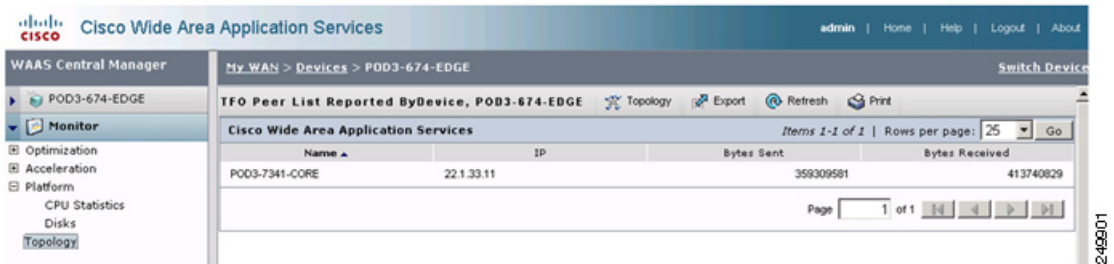 CISCO
Cisco Wide Area Application Services
admin | Home | Help | Logout | About
WAAS Central Manager
My WAN > Devices > POD3-674-EDGE
Switch Device
POD3-674-EDGE
TFO Peer List Reported ByDevice, POD3-674-EDGE Topology Export Refresh Print
Monitor
Cisco Wide Area Application Services
Items 1-1 of 1 | Rows per page: 25 Go
Optimization
Name IP Bytes Sent Bytes Received
Acceleration
POD3-7341-CORE 22.1.33.11 359309581 413740829
Platform
CPU Statistics
Page 1 of 1
Disks
Topology
249901